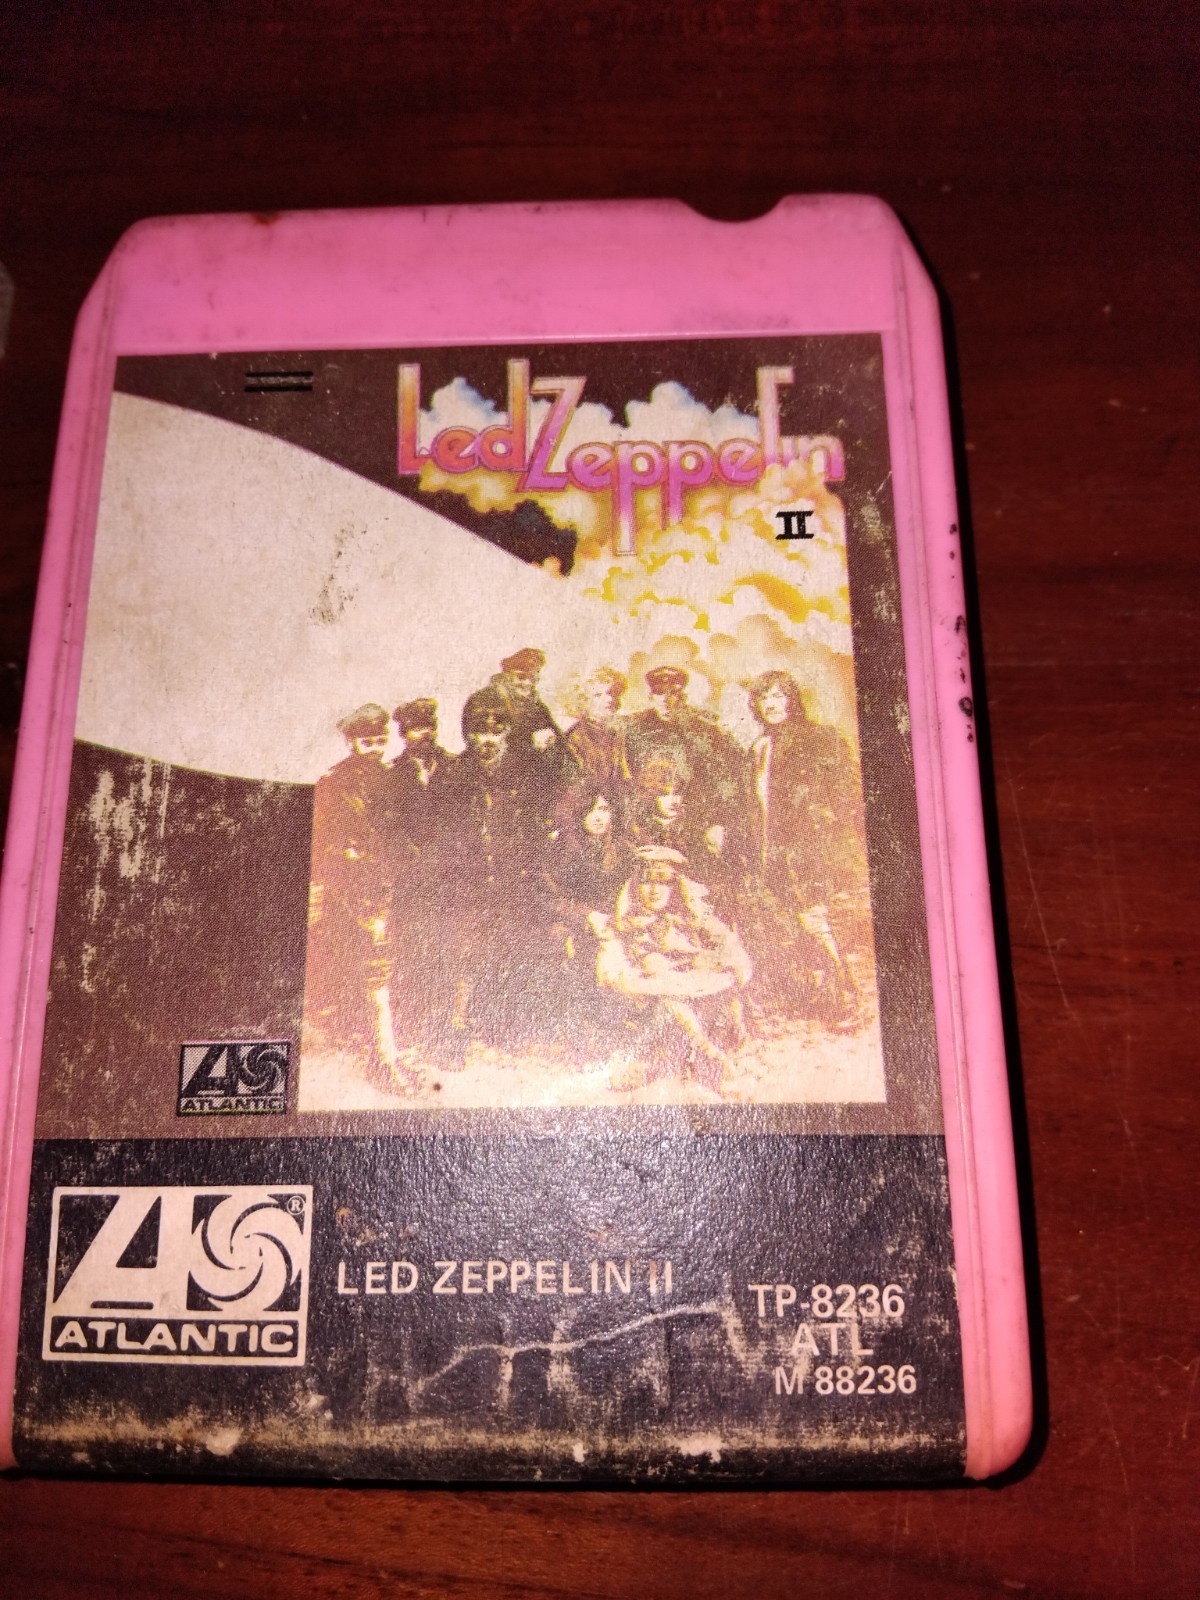 Led Zeppelin
II
ATLANTIC
ATLANTIC
®
LED ZEPPELIN II
TP-8236
ATL
M 88236